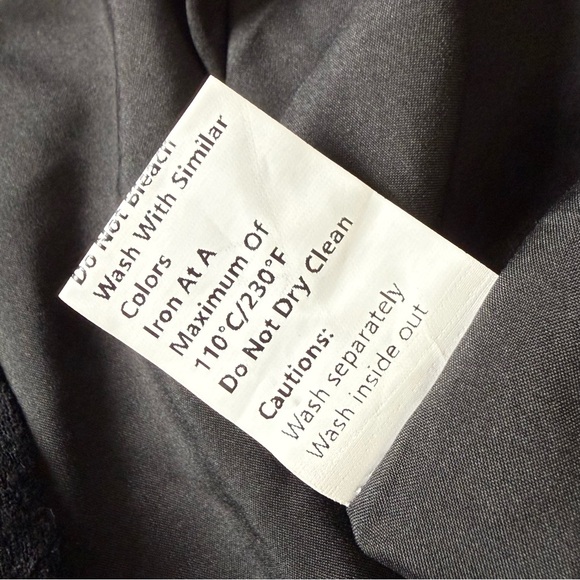 Do Not Bleach
Wash With Similar
Colors
Iron At A
Maximum Of
110°C/230°F
Do Not Dry Clean
Cautions:
Wash separately
Wash inside out